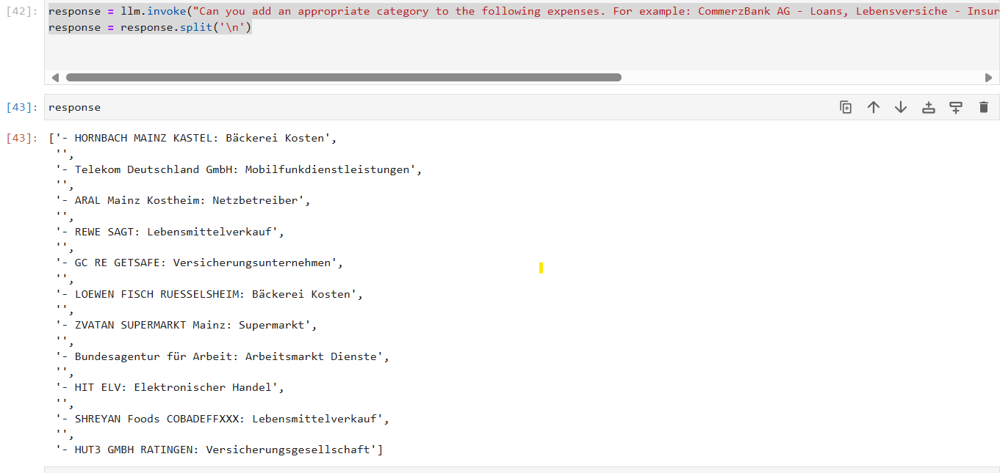 [42]: response = llm.invoke("Can you add an appropriate category to the following expenses. For example: CommerzBank AG - Loans, Lebensversiche - Insur
response = response.split('\n')
[43]: response
[43]: ['- HORNBACH MAINZ KASTEL: Bäckerei Kosten',
'',
'- Telekom Deutschland GmbH: Mobilfunkdienstleistungen',
'',
'- ARAL Mainz Kostheim: Netzbetreiber',
'',
'- REWE SAGT: Lebensmittelverkauf',
'',
'- GC RE GETSAFE: Versicherungsunternehmen',
'',
'- LOEWEN FISCH RUESSELSHEIM: Bäckerei Kosten',
'',
'- ZVATAN SUPERMARKT Mainz: Supermarkt',
'',
'- Bundesagentur für Arbeit: Arbeitsmarkt Dienste',
'',
'- HIT ELV: Elektronischer Handel',
'',
'- SHREYAN Foods COBADEFFXXX: Lebensmittelverkauf',
'',
'- HUT3 GMBH RATINGEN: Versicherungsgesellschaft']